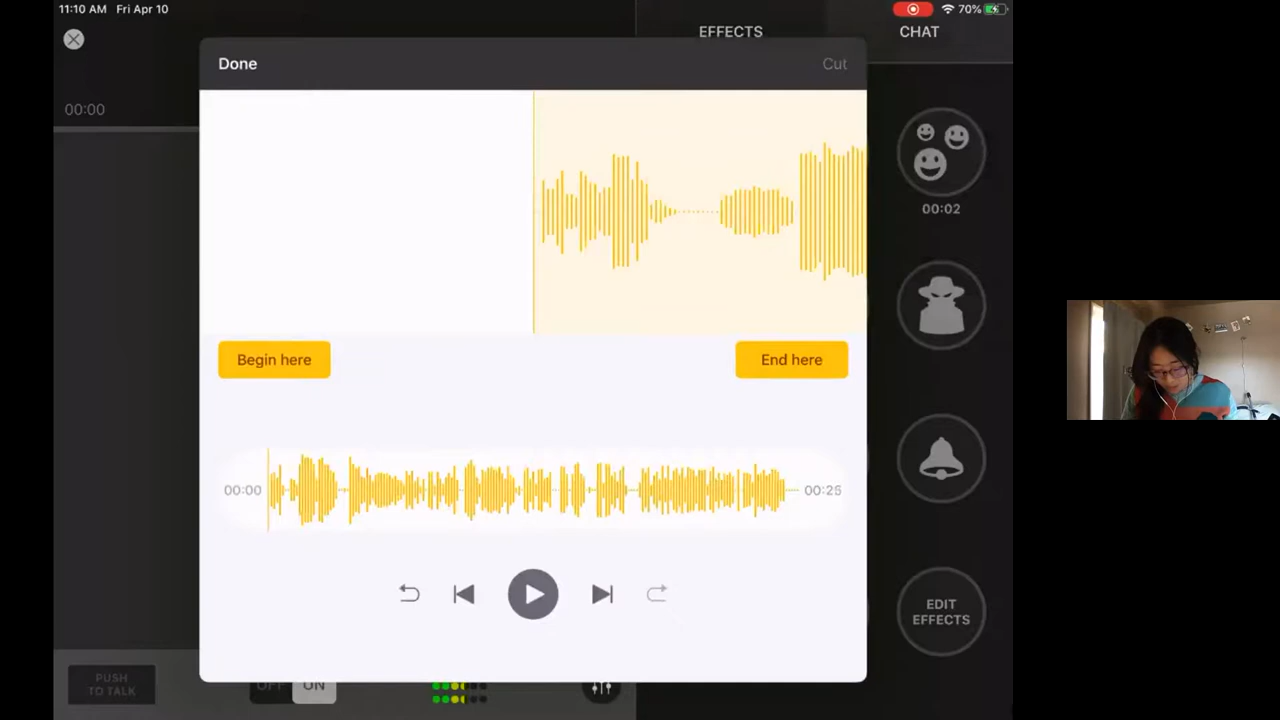 11:10 AM Fri Apr 10
70%
EFFECTS
CHAT
Done
Cut
00:00
00:02
Begin here
End here
00:00
00:25
EDIT
EFFECTS
PUSH
TO TALK
OFF
ON